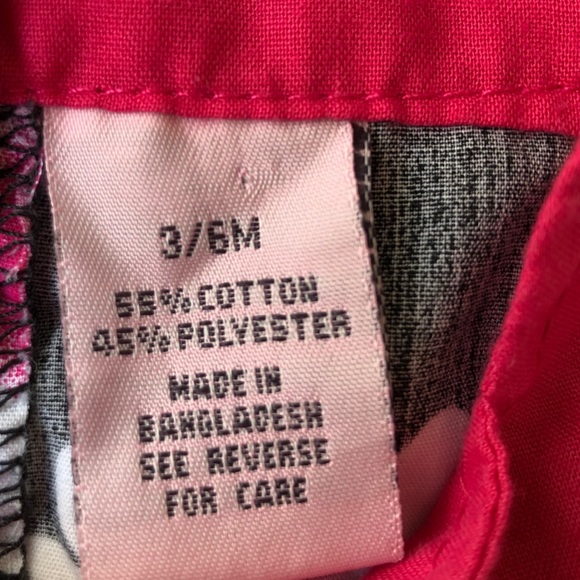 3/6M
55% COTTON
45% POLYESTER
MADE IN
BANGLADESH
SEE REVERSE
FOR CARE